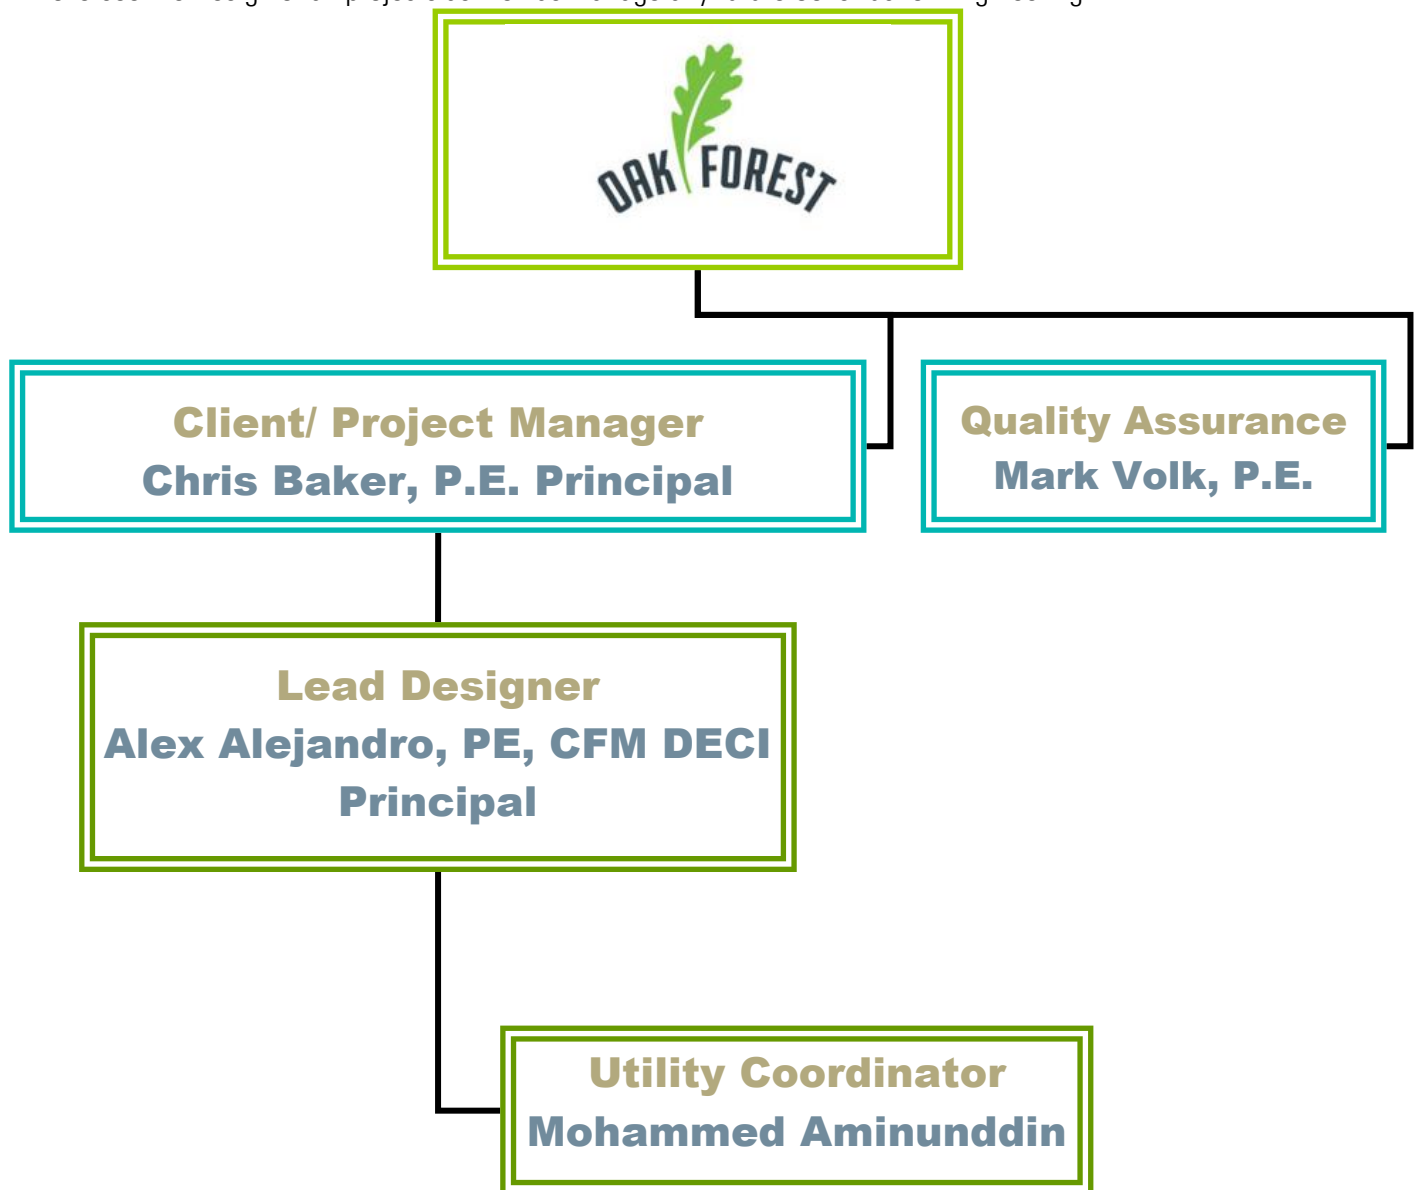 OAK FOREST
Client/ Project Manager
Chris Baker, P.E. Principal
Quality Assurance
Mark Volk, P.E.
Lead Designer
Alex Alejandro, PE, CFM DECI
Principal
Utility Coordinator
Mohammed Aminunddin